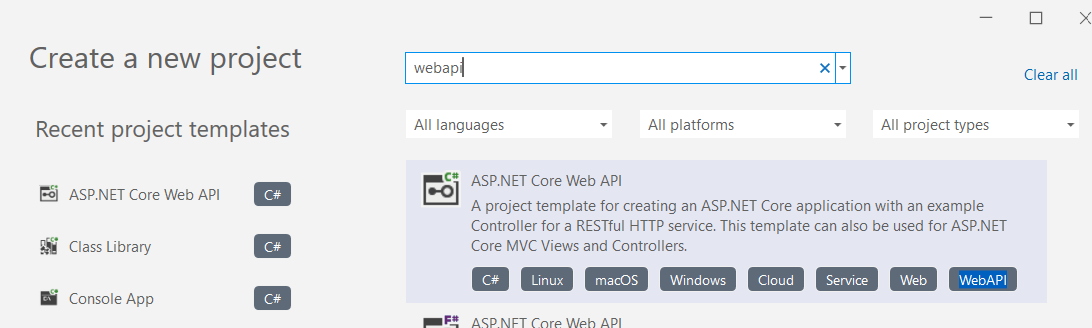 Create a new project
webapi
Clear all
Recent project templates
All languages
All platforms
All project types
ASP.NET Core Web API C#
Class Library C#
Console App C#
C#
ASP.NET Core Web API
A project template for creating an ASP.NET Core application with an example
Controller for a RESTful HTTP service. This template can also be used for ASP.NET
Core MVC Views and Controllers.
C# Linux macOS Windows Cloud Service Web WebAPI
F#
ASP.NET Core Web API